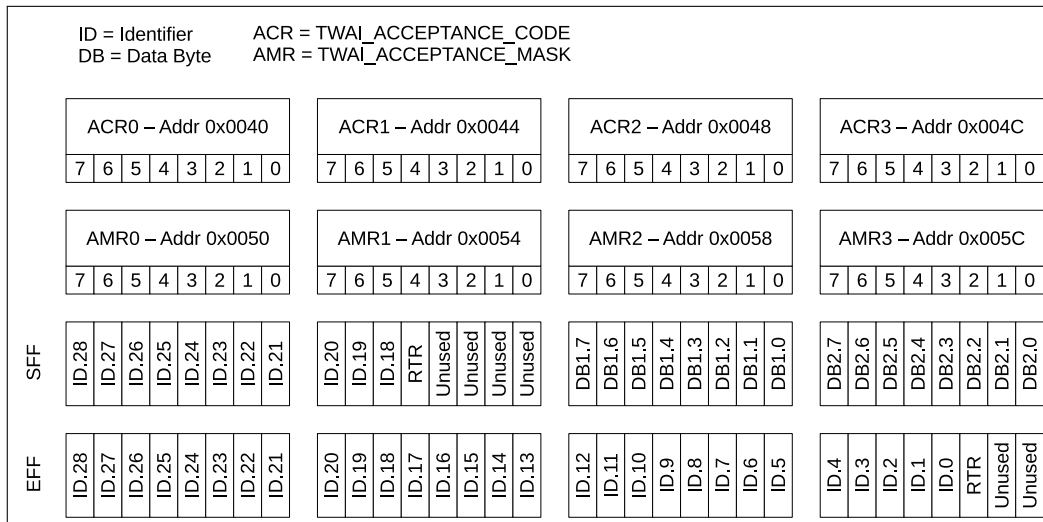 ID = Identifier ACR = TWAI_ACCEPTANCE_CODE
DB = Data Byte AMR = TWAI_ACCEPTANCE_MASK
ACR0 – Addr 0x0040 ACR1 – Addr 0x0044 ACR2 – Addr 0x0048 ACR3 – Addr 0x004C
7 6 5 4 3 2 1 0 7 6 5 4 3 2 1 0 7 6 5 4 3 2 1 0 7 6 5 4 3 2 1 0
AMR0 – Addr 0x0050 AMR1 – Addr 0x0054 AMR2 – Addr 0x0058 AMR3 – Addr 0x005C
7 6 5 4 3 2 1 0 7 6 5 4 3 2 1 0 7 6 5 4 3 2 1 0 7 6 5 4 3 2 1 0
SFF ID.28 ID.27 ID.26 ID.25 ID.24 ID.23 ID.22 ID.21 ID.20 ID.19 ID.18 RTR Unused Unused Unused Unused DB1.7 DB1.6 DB1.5 DB1.4 DB1.3 DB1.2 DB1.1 DB1.0 DB2.7 DB2.6 DB2.5 DB2.4 DB2.3 DB2.2 DB2.1 DB2.0
EFF ID.28 ID.27 ID.26 ID.25 ID.24 ID.23 ID.22 ID.21 ID.20 ID.19 ID.18 ID.17 ID.16 ID.15 ID.14 ID.13 ID.12 ID.11 ID.10 ID.9 ID.8 ID.7 ID.6 ID.5 ID.4 ID.3 ID.2 ID.1 ID.0 RTR Unused Unused